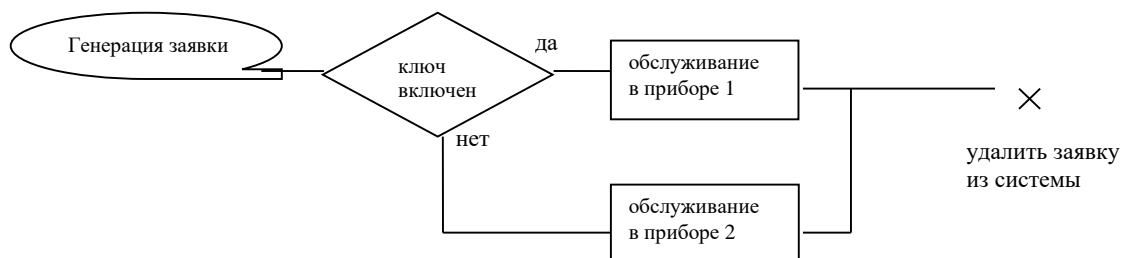 Генерация заявки
ключ
включен
да
нет
обслуживание
в приборе 1
обслуживание
в приборе 2
удалить заявку
из системы